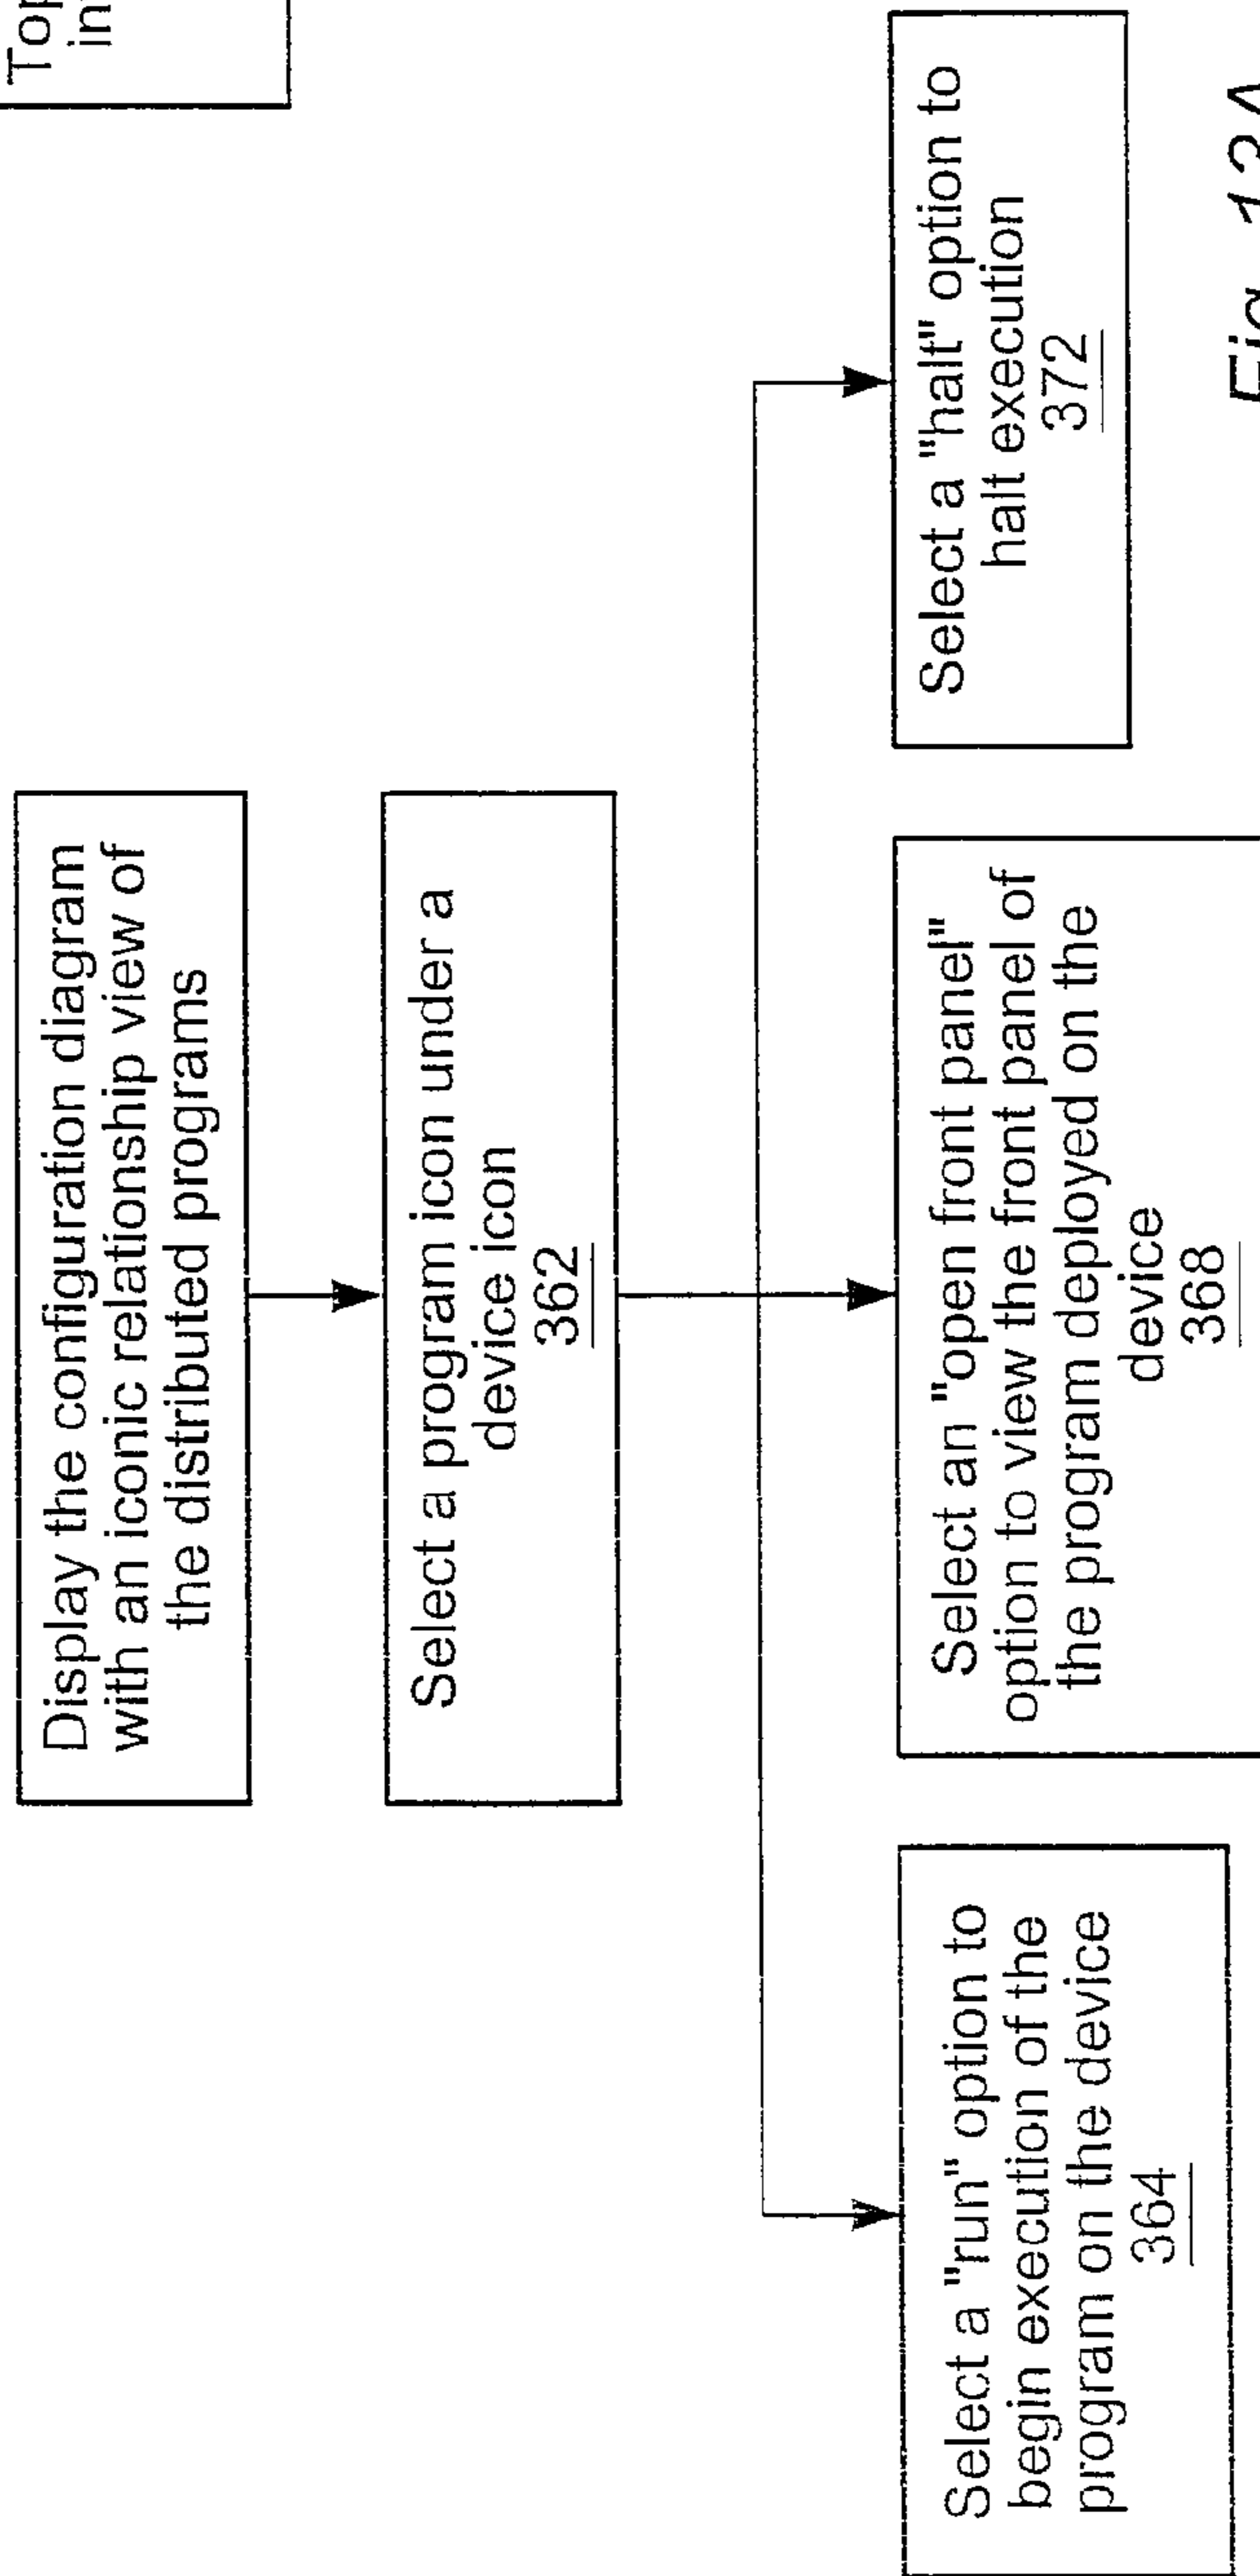 Display the configuration diagram
with an iconic relationship view of
the distributed programs
Select a program icon under a
device icon
362
Select a "run" option to
begin execution of the
program on the device
364
Select an "open front panel"
option to view the front panel of
the program deployed on the
device
368
Select a "halt" option to
halt execution
372